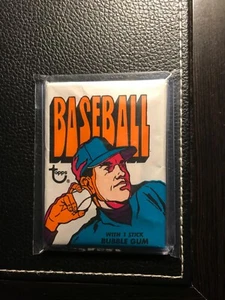 BASEBALL
topps
WITH 1 STICK
BUBBLE GUM